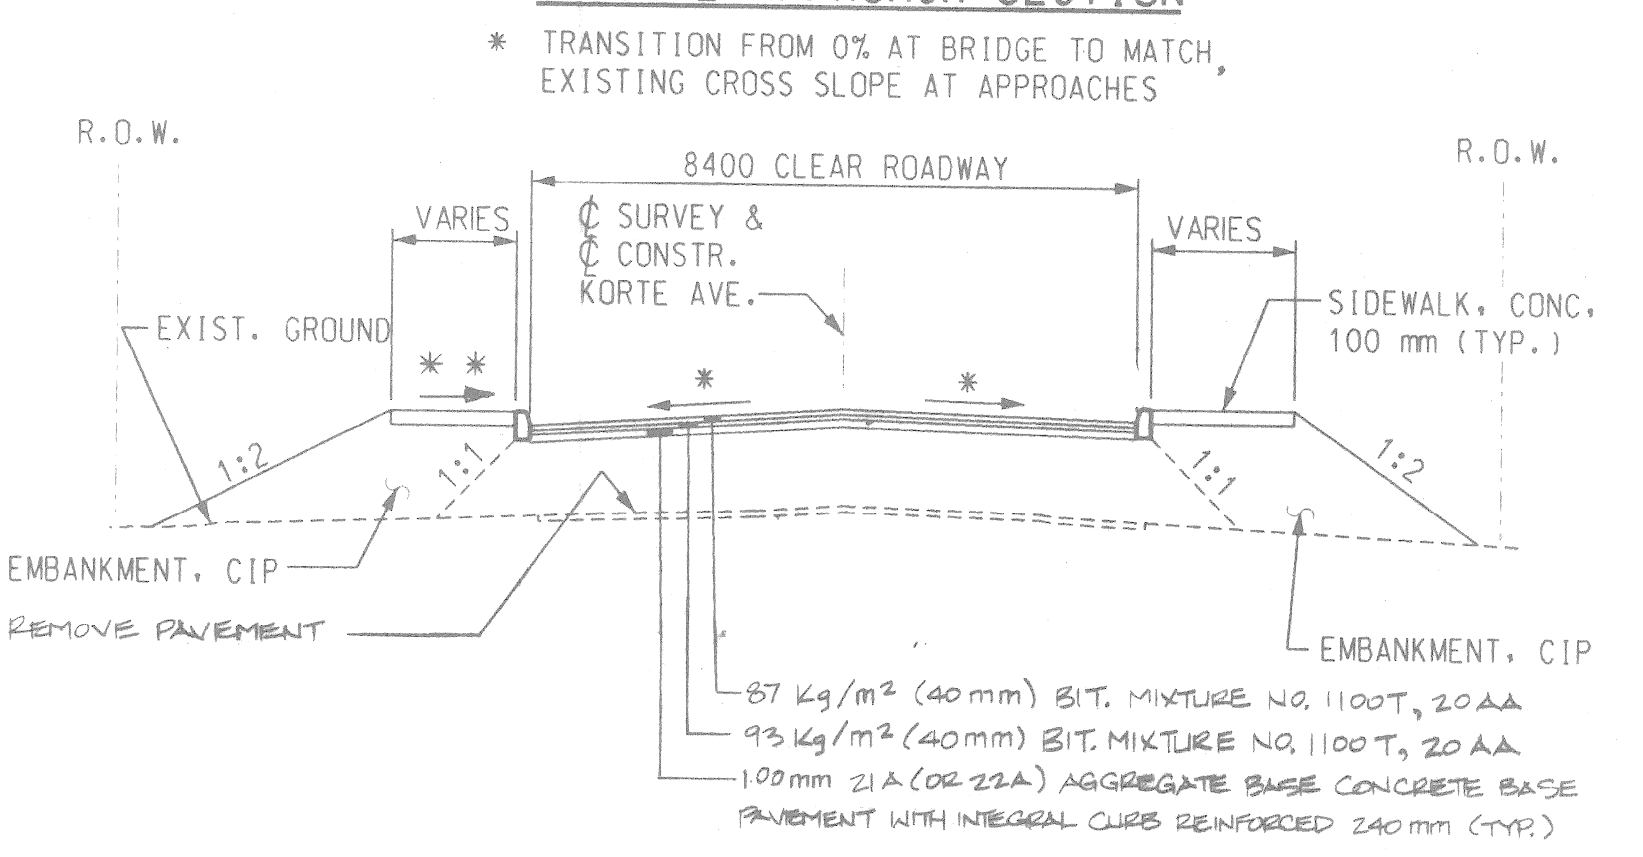 SECTION
* TRANSITION FROM 0% AT BRIDGE TO MATCH,
EXISTING CROSS SLOPE AT APPROACHES
R.O.W.
R.O.W.
8400 CLEAR ROADWAY
VARIES
VARIES
℄ SURVEY &
℄ CONSTR.
KORTE AVE.
EXIST. GROUND
SIDEWALK, CONC,
100 mm (TYP.)
* *
*
*
1:2
1:1
1:1
1:2
EMBANKMENT, CIP
REMOVE PAVEMENT
EMBANKMENT, CIP
87 Kg/m² (40mm) BIT. MIXTURE NO. 1100T, 20AA
93 Kg/m² (40mm) BIT. MIXTURE NO. 1100T, 20AA
100mm 21A (OR 22A) AGGREGATE BASE CONCRETE BASE
PAVEMENT WITH INTEGRAL CURB REINFORCED 240mm (TYP.)